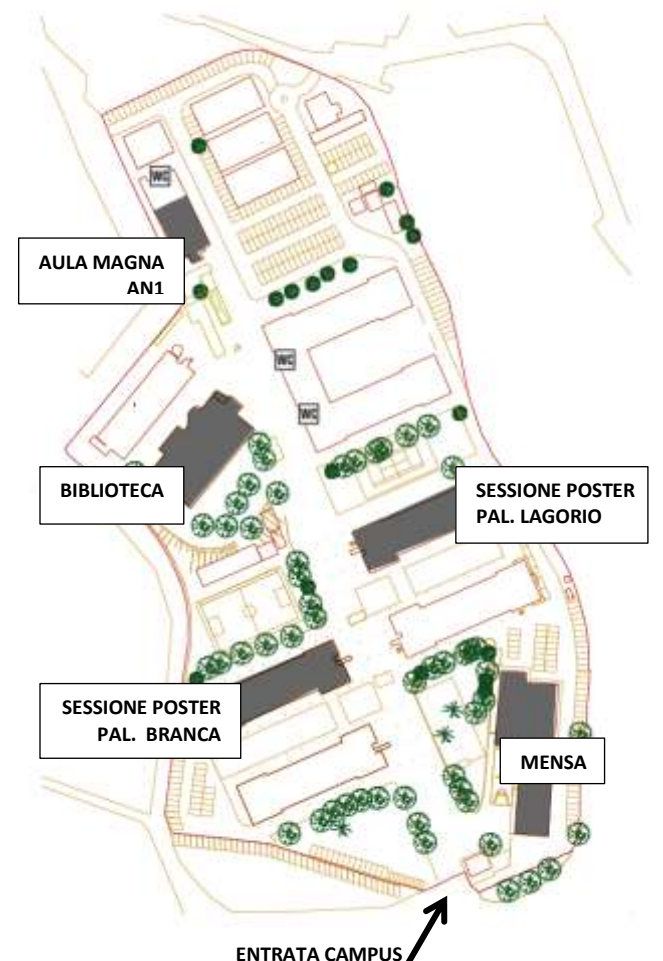 WC
AULA MAGNA
AN1
WC
WC
BIBLIOTECA
SESSIONE POSTER
PAL. LAGORIO
SESSIONE POSTER
PAL. BRANCA
MENSA
ENTRATA CAMPUS